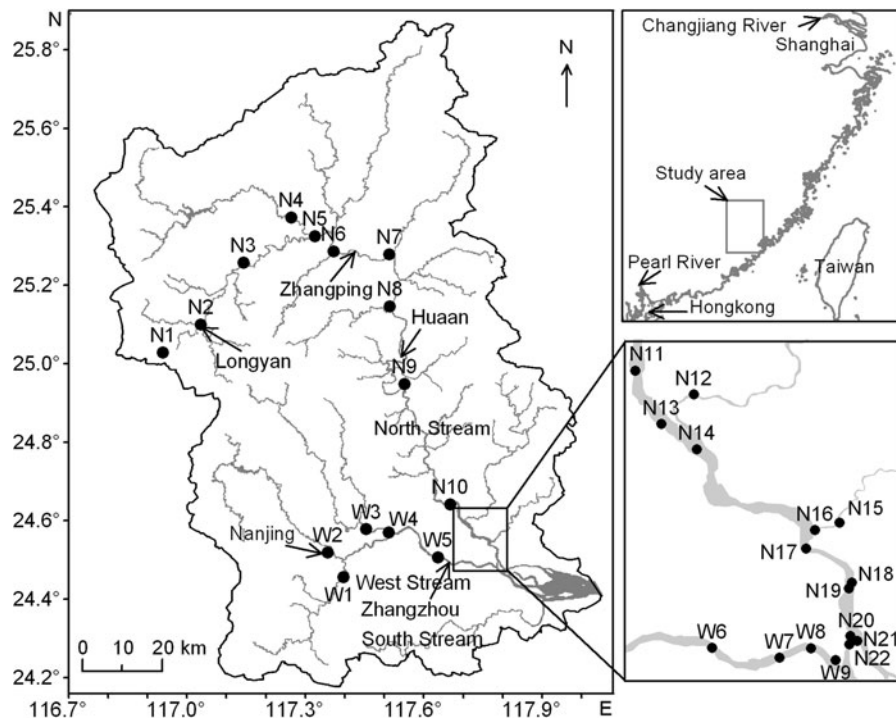 N
25.8°
25.6°
25.4°
25.2°
25.0°
24.8°
24.6°
24.4°
24.2°
116.7°
117.0°
117.3°
117.6°
117.9°
E
N
N4
N5
N6
N7
N3
Zhangping
N8
N2
Huaan
N1
Longyan
N9
North Stream
N10
W3
W4
Nanjing
W2
W5
W1
West Stream
Zhangzhou
South Stream
0 10 20 km
Changjiang River
Shanghai
Study area
Pearl River
Taiwan
Hongkong
N11
N12
N13
N14
N16
N15
N17
N18
N19
N20
N21
N22
W6
W7
W8
W9